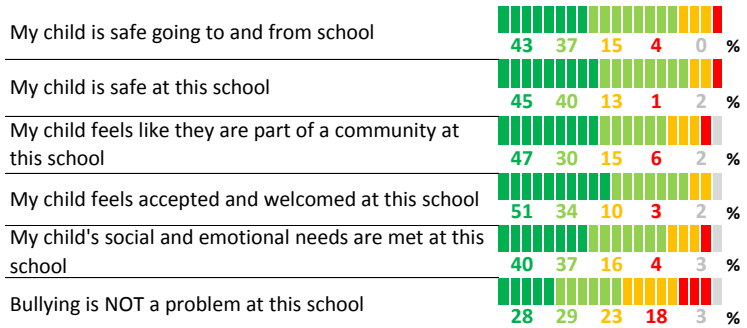 My child is safe going to and from school
43 37 15 4 0 %
My child is safe at this school
45 40 13 1 2 %
My child feels like they are part of a community at
this school
47 30 15 6 2 %
My child feels accepted and welcomed at this school
51 34 10 3 2 %
My child's social and emotional needs are met at this
school
40 37 16 4 3 %
Bullying is NOT a problem at this school
28 29 23 18 3 %